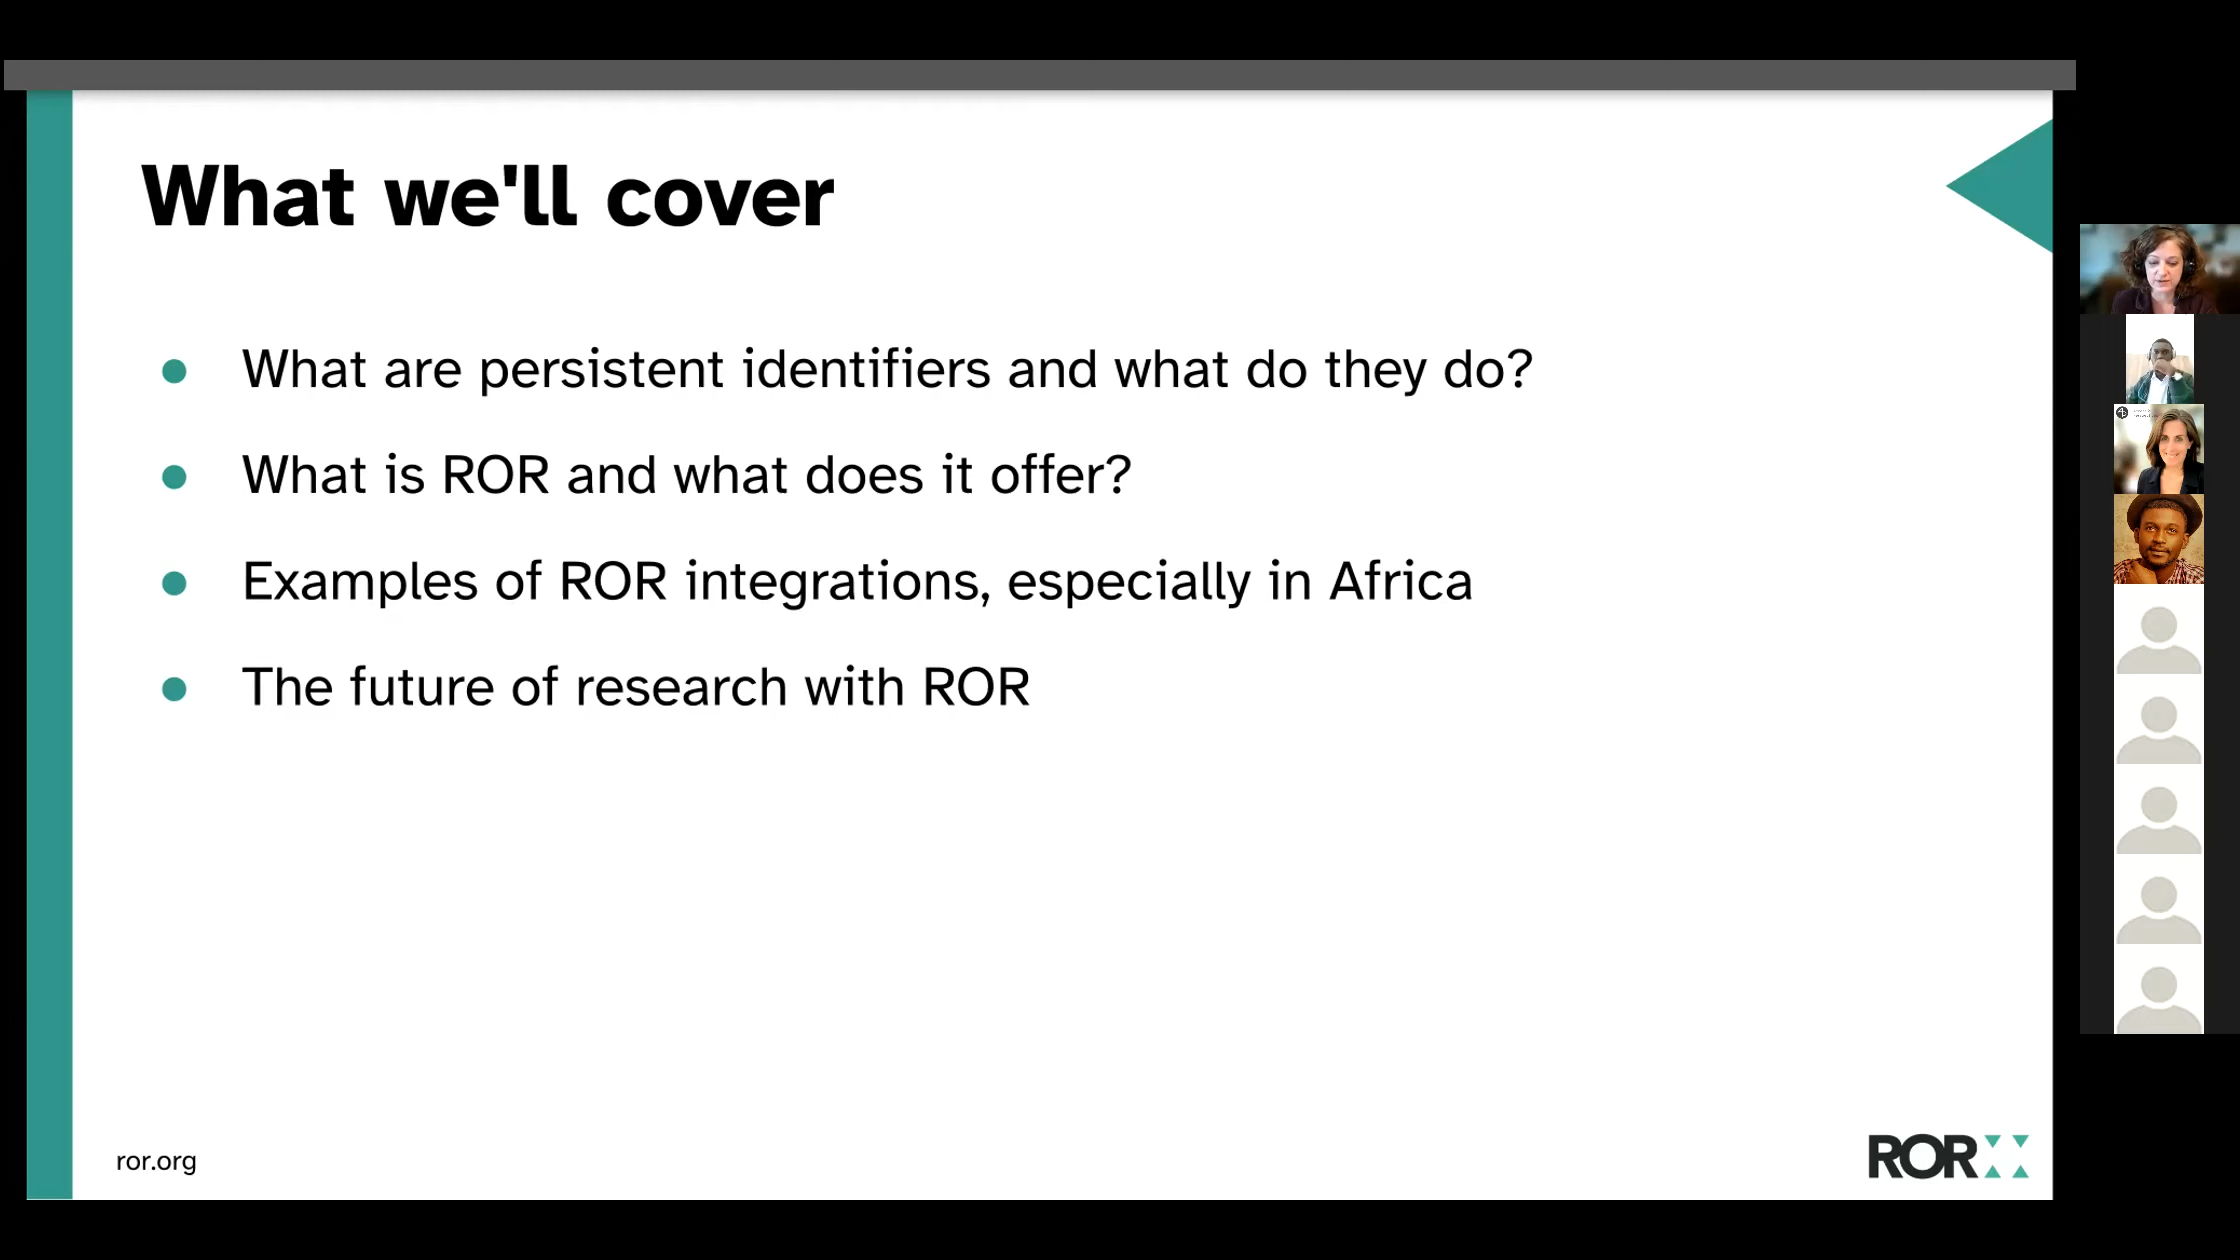 What we'll cover
What are persistent identifiers and what do they do?
What is ROR and what does it offer?
Examples of ROR integrations, especially in Africa
The future of research with ROR
ror.org
ROR